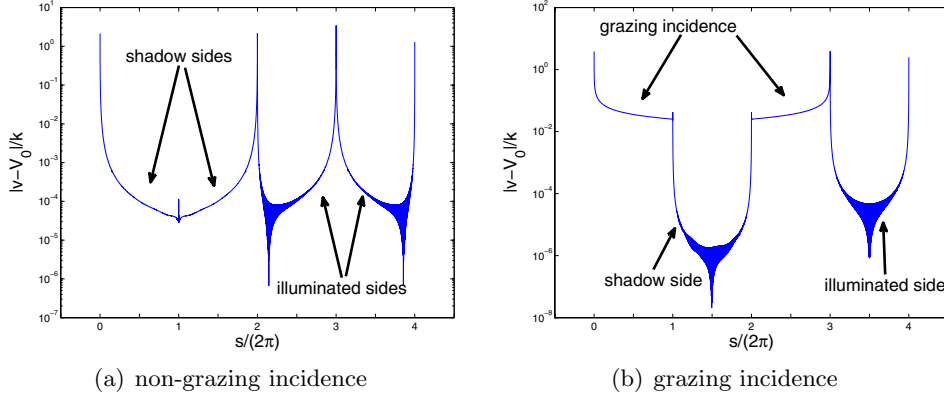 10^1
10^0
10^-1
10^-2
10^-3
10^-4
10^-5
10^-6
10^-7
|v−V_0|/k
shadow sides
illuminated sides
0 1 2 3 4
s/(2π)
(a) non-grazing incidence
10^2
10^0
10^-2
10^-4
10^-6
10^-8
|v−V_0|/k
grazing incidence
shadow side
illuminated side
0 1 2 3 4
s/(2π)
(b) grazing incidence